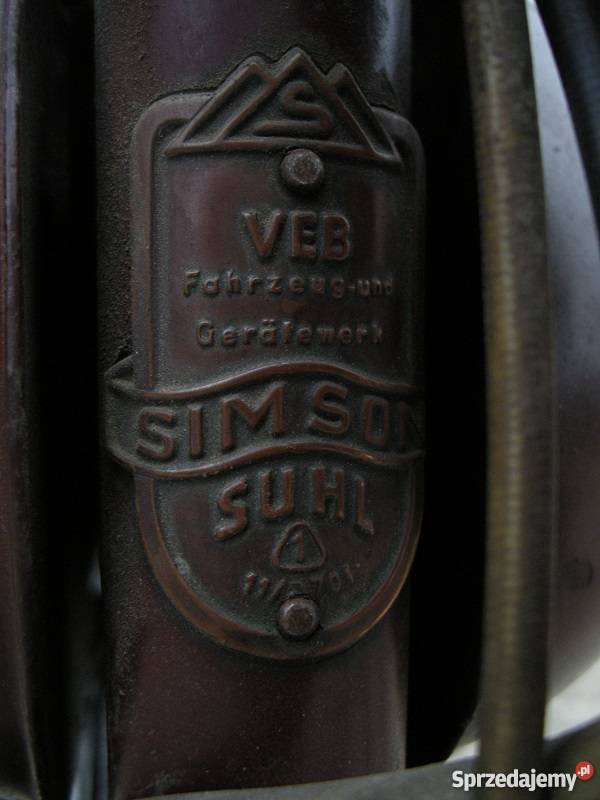 S
VEB
Fahrzeug-und
Gerätewerk
SIMSON
SUHL
1
Sprzedajemy.pl